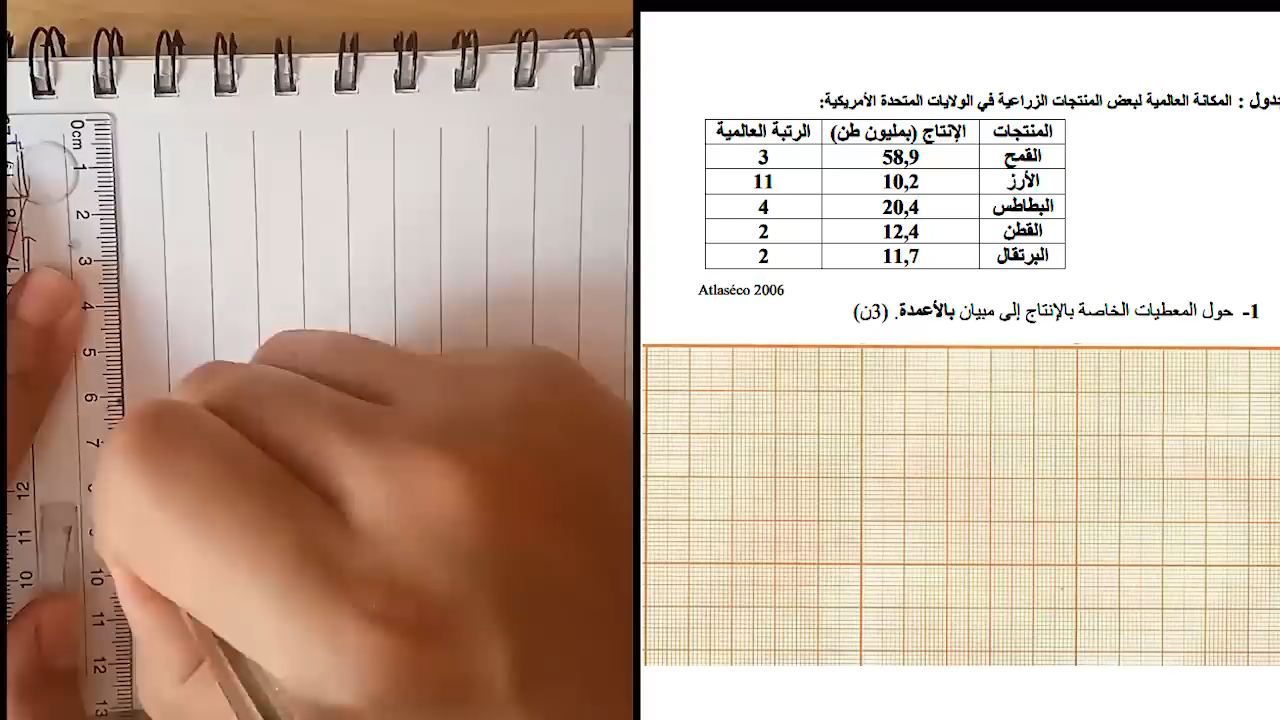 دول : المكانة العالمية لبعض المنتجات الزراعية في الولايات المتحدة الأمريكية:
المنتجات الإنتاج (بمليون طن) الرتبة العالمية
القمح 58,9 3
الأرز 10,2 11
البطاطس 20,4 4
القطن 12,4 2
البرتقال 11,7 2
Atlaséco 2006
1- حول المعطيات الخاصة بالإنتاج إلى مبيان بالأعمدة. (3ن)
0cm
1
2
3
4
5
6
7
10
11
12
13
12
11
10